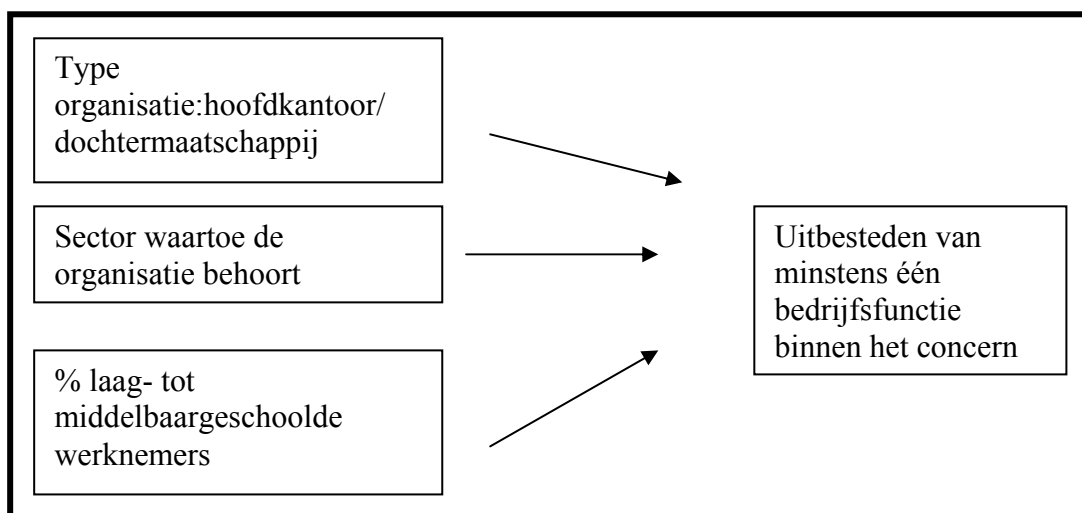 Type
organisatie:hoofdkantoor/
dochtermaatschappij
Sector waartoe de
organisatie behoort
% laag- tot
middelbaargeschoolde
werknemers
Uitbesteden van
minstens één
bedrijfsfunctie
binnen het concern